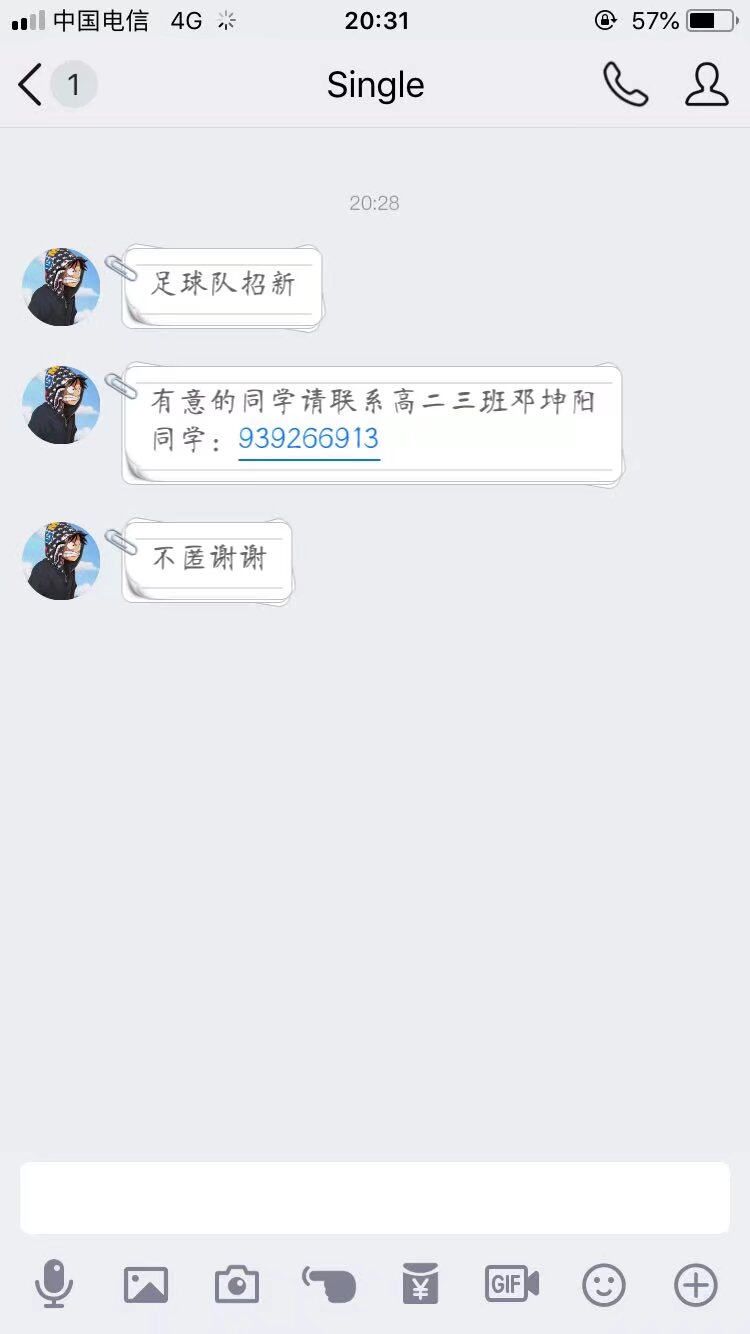 中国电信 4G 20:31 57%
1 Single
20:28
足球队招新
有意的同学请联系高二三班邓坤阳
同学：939266913
不匿谢谢
¥ GIF